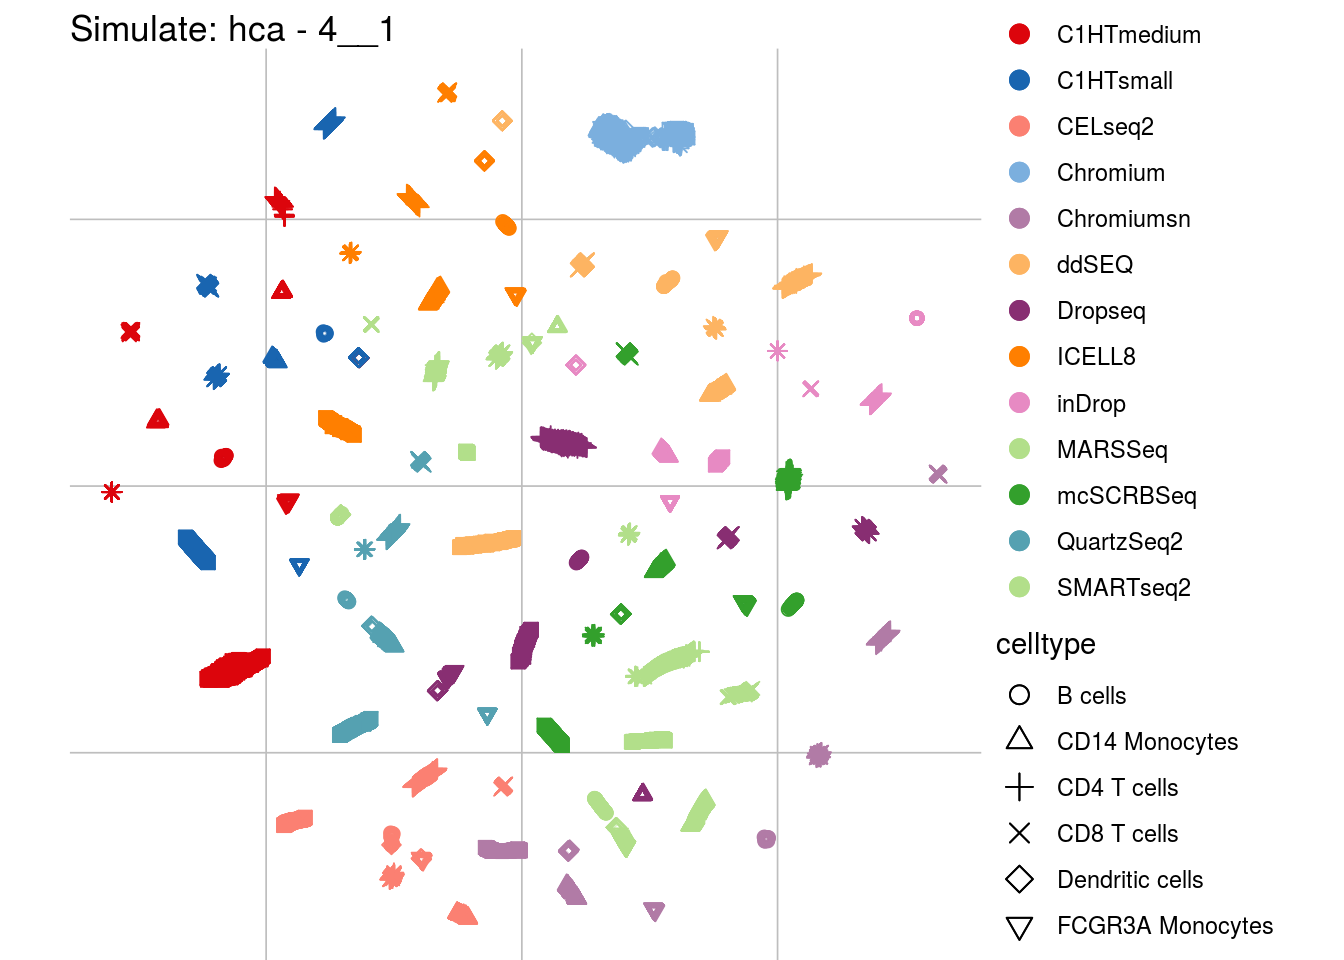 Simulate: hca - 4__1
C1HTmedium
C1HTsmall
CELseq2
Chromium
Chromiumsn
ddSEQ
Dropseq
ICELL8
inDrop
MARSSeq
mcSCRBSeq
QuartzSeq2
SMARTseq2
celltype
B cells
CD14 Monocytes
CD4 T cells
CD8 T cells
Dendritic cells
FCGR3A Monocytes